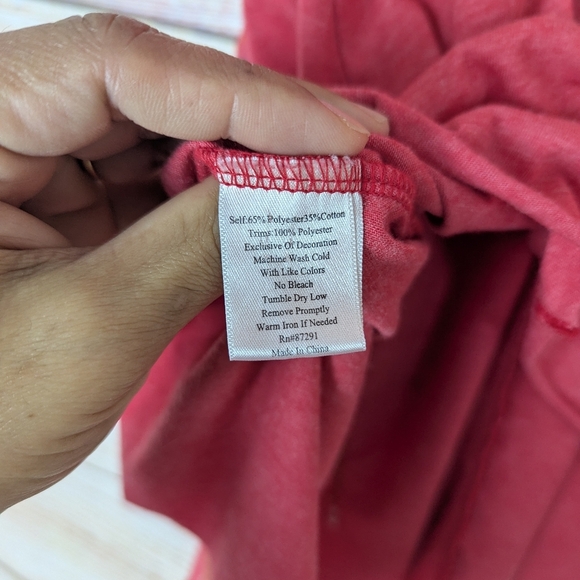 Self:65% Polyester35%Cotton
Trims:100% Polyester
Exclusive Of Decoration
Machine Wash Cold
With Like Colors
No Bleach
Tumble Dry Low
Remove Promptly
Warm Iron If Needed
Rn#87291
Made In China